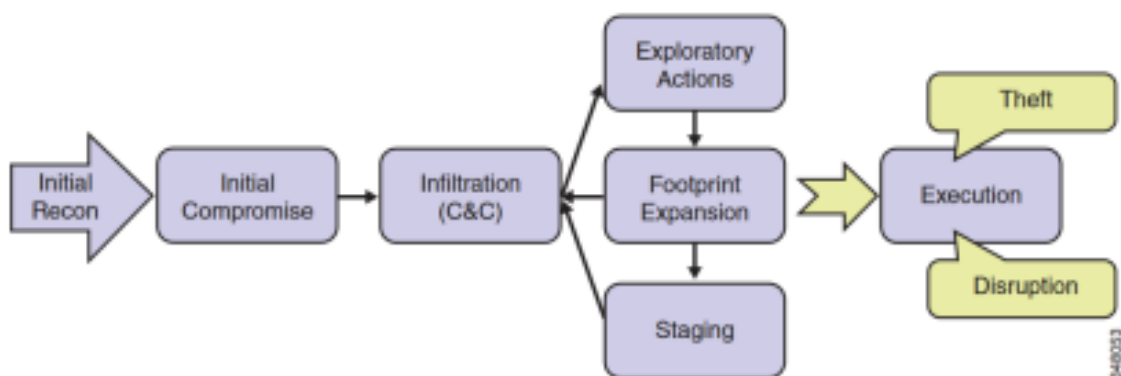 Initial
Recon
Initial
Compromise
Infiltration
(C&C)
Exploratory
Actions
Footprint
Expansion
Staging
Theft
Execution
Disruption